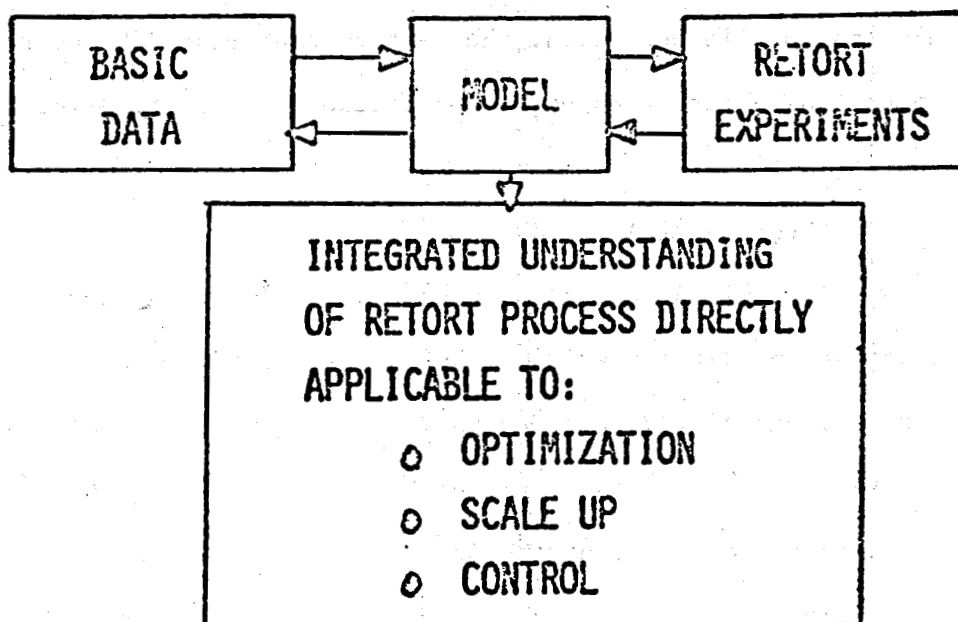 BASIC
DATA
MODEL
RETORT
EXPERIMENTS
INTEGRATED UNDERSTANDING
OF RETORT PROCESS DIRECTLY
APPLICABLE TO:
o OPTIMIZATION
o SCALE UP
o CONTROL